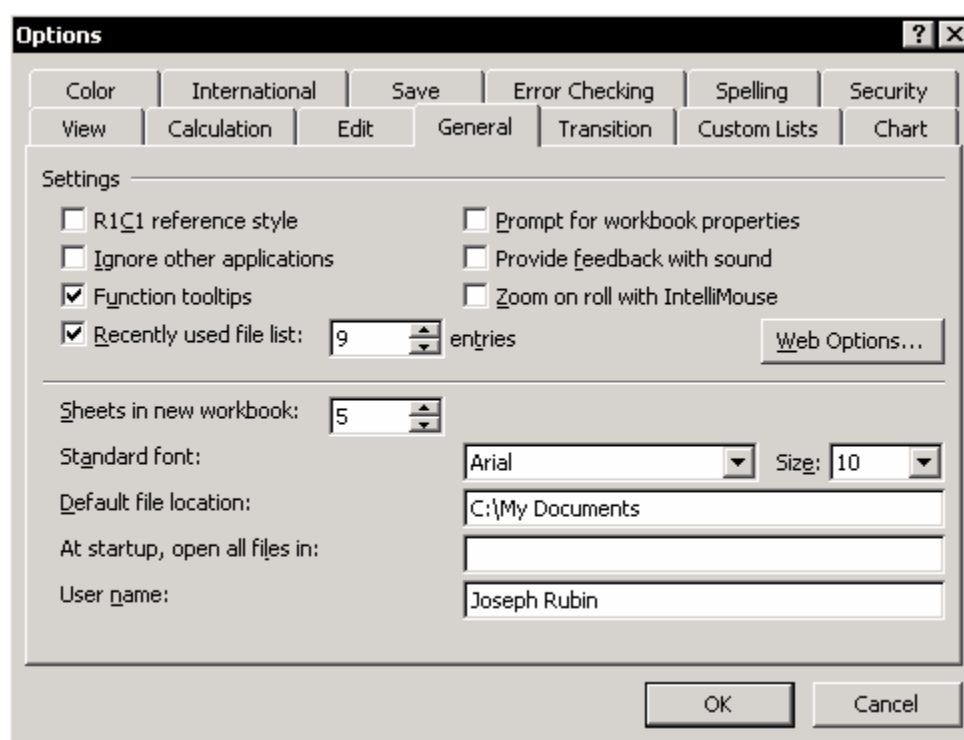 Options
Color International Save Error Checking Spelling Security
View Calculation Edit General Transition Custom Lists Chart
Settings
R1C1 reference style Prompt for workbook properties
Ignore other applications Provide feedback with sound
Function tooltips Zoom on roll with IntelliMouse
Recently used file list: 9 entries Web Options...
Sheets in new workbook: 5
Standard font: Arial Size: 10
Default file location: C:\My Documents
At startup, open all files in:
User name: Joseph Rubin
OK Cancel